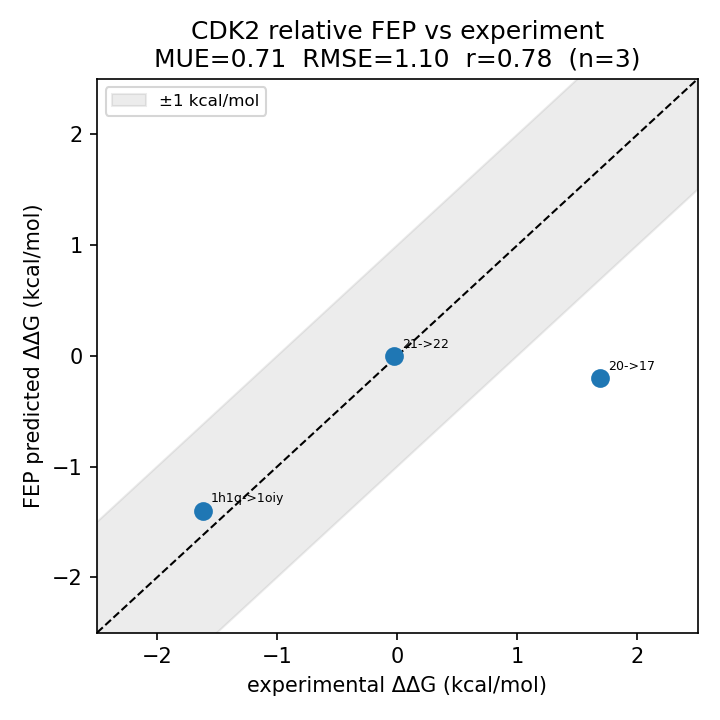 CDK2 relative FEP vs experiment
MUE=0.71 RMSE=1.10 r=0.78 (n=3)
±1 kcal/mol
FEP predicted ΔΔG (kcal/mol)
2
1
0
−1
−2
21->22
20->17
1h1q->1oiy
−2
−1
0
1
2
experimental ΔΔG (kcal/mol)